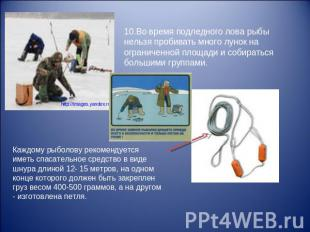 10.Во время подледного лова рыбы
нельзя пробивать много лунок на
ограниченной площади и собираться
большими группами.
http://images.yandex.r
Каждому рыболову рекомендуется
иметь спасательное средство в виде
шнура длиной 12- 15 метров, на одном
конце которого должен быть закреплен
груз весом 400-500 граммов, а на другом
- изготовлена петля.
PPt4WEB.ru